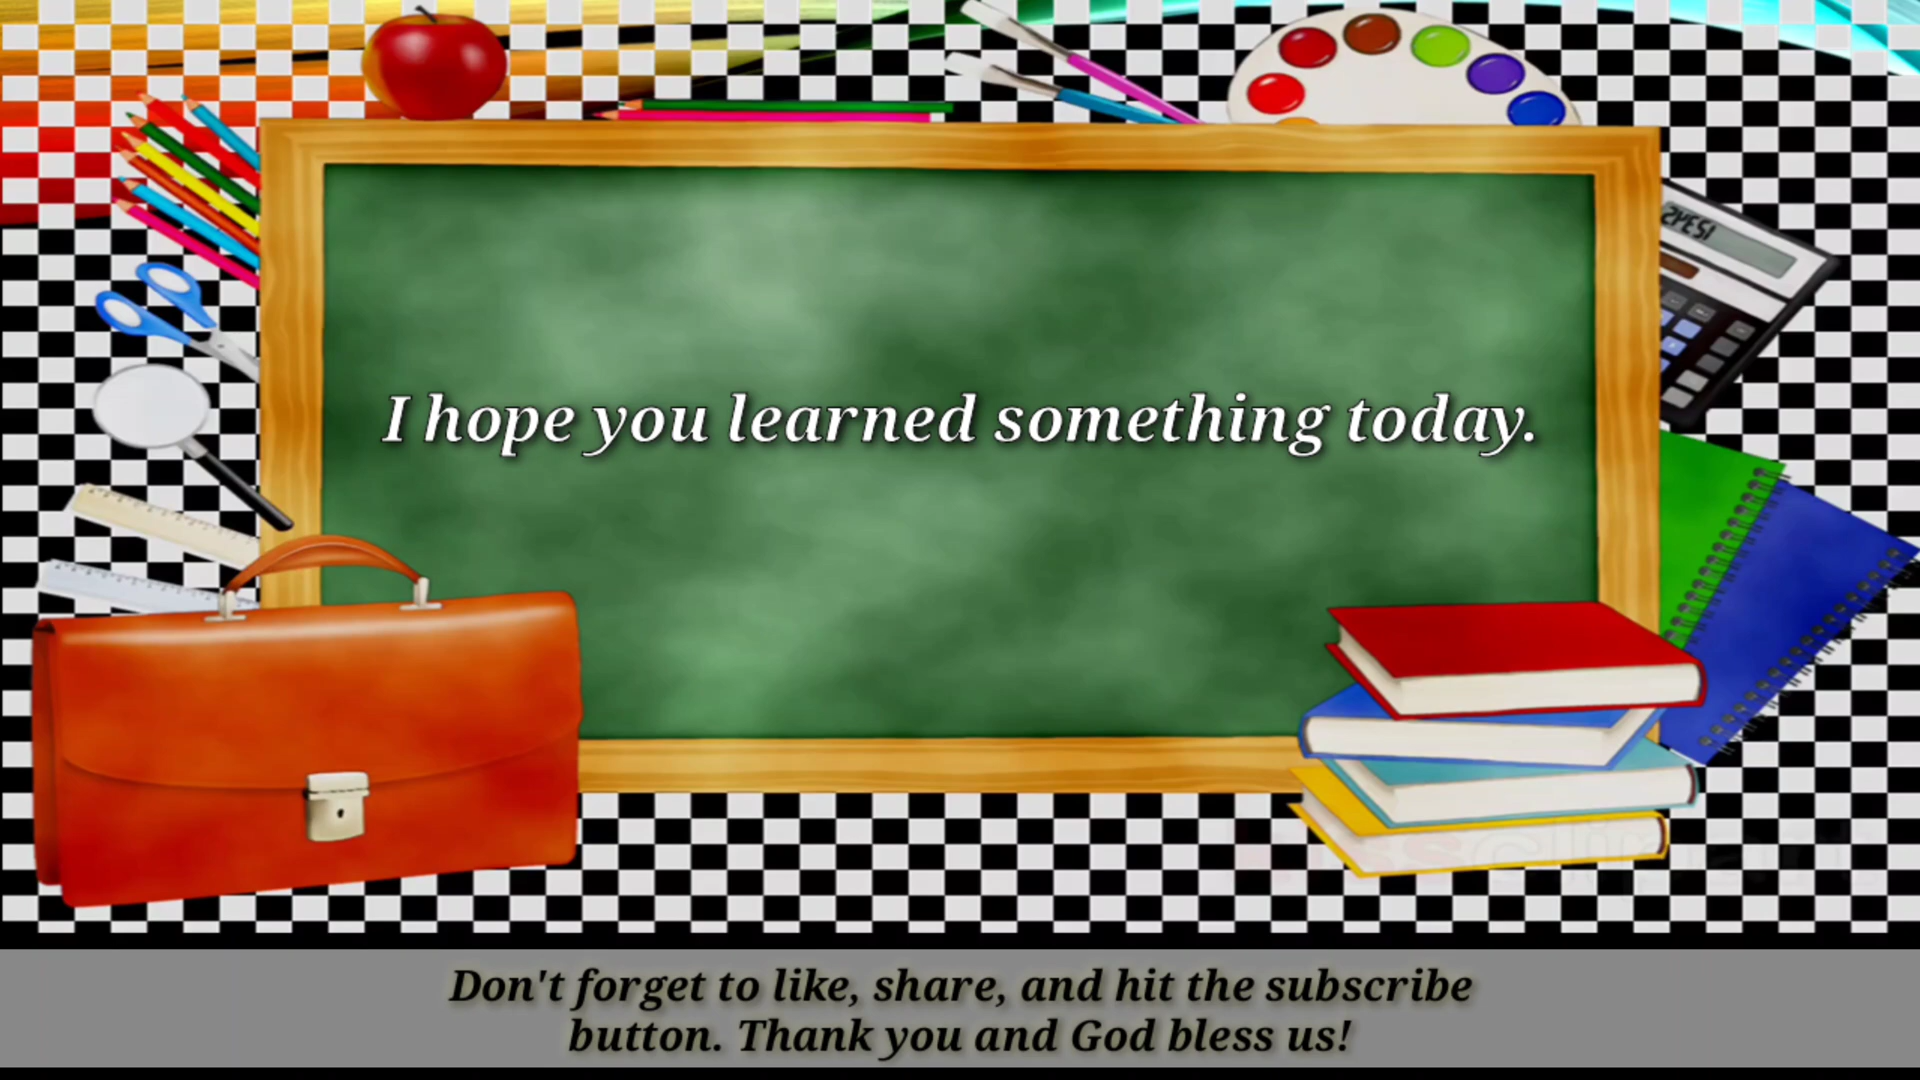 I hope you learned something today.
Don't forget to like, share, and hit the subscribe
button. Thank you and God bless us!